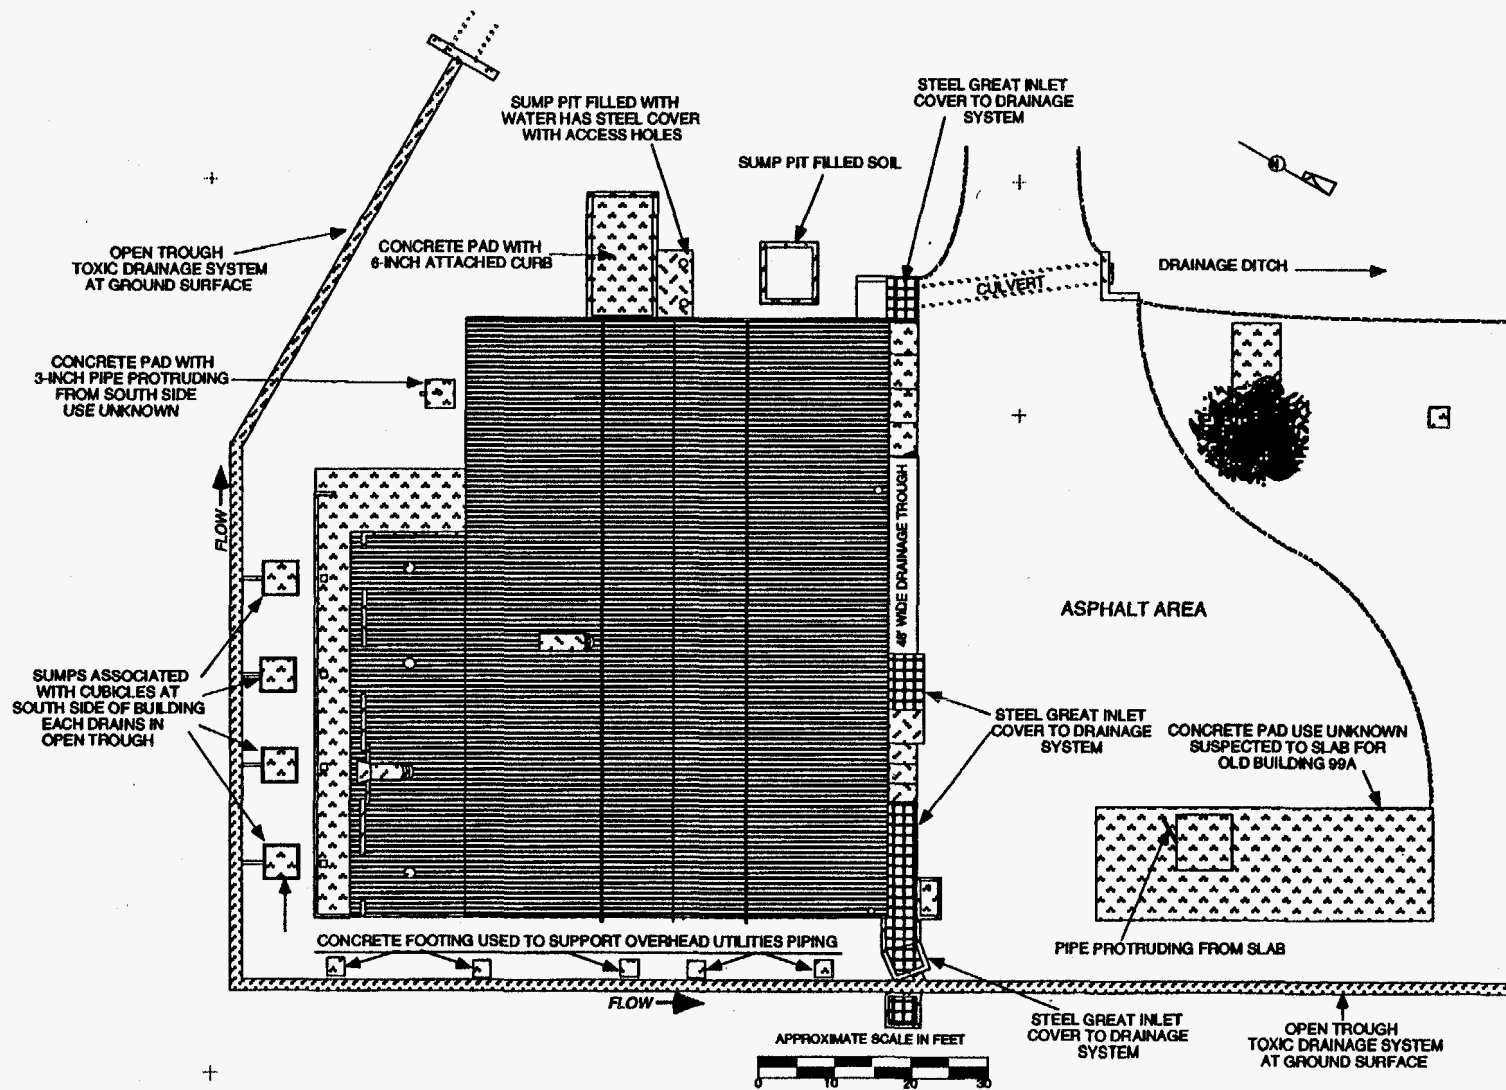 STEEL GREAT INLET
COVER TO DRAINAGE
SYSTEM
SUMP PIT FILLED WITH
WATER HAS STEEL COVER
WITH ACCESS HOLES
SUMP PIT FILLED SOIL
N
OPEN TROUGH
TOXIC DRAINAGE SYSTEM
AT GROUND SURFACE
CONCRETE PAD WITH
6-INCH ATTACHED CURB
CULVERT
DRAINAGE DITCH
CONCRETE PAD WITH
3-INCH PIPE PROTRUDING
FROM SOUTH SIDE
USE UNKNOWN
FLOW
48" WIDE DRAINAGE TROUGH
ASPHALT AREA
SUMPS ASSOCIATED
WITH CUBICLES AT
SOUTH SIDE OF BUILDING
EACH DRAINS IN
OPEN TROUGH
STEEL GREAT INLET
COVER TO DRAINAGE
SYSTEM
CONCRETE PAD USE UNKNOWN
SUSPECTED TO SLAB FOR
OLD BUILDING 99A
CONCRETE FOOTING USED TO SUPPORT OVERHEAD UTILITIES PIPING
PIPE PROTRUDING FROM SLAB
FLOW
STEEL GREAT INLET
COVER TO DRAINAGE
SYSTEM
OPEN TROUGH
TOXIC DRAINAGE SYSTEM
AT GROUND SURFACE
APPROXIMATE SCALE IN FEET
0 10 20 30